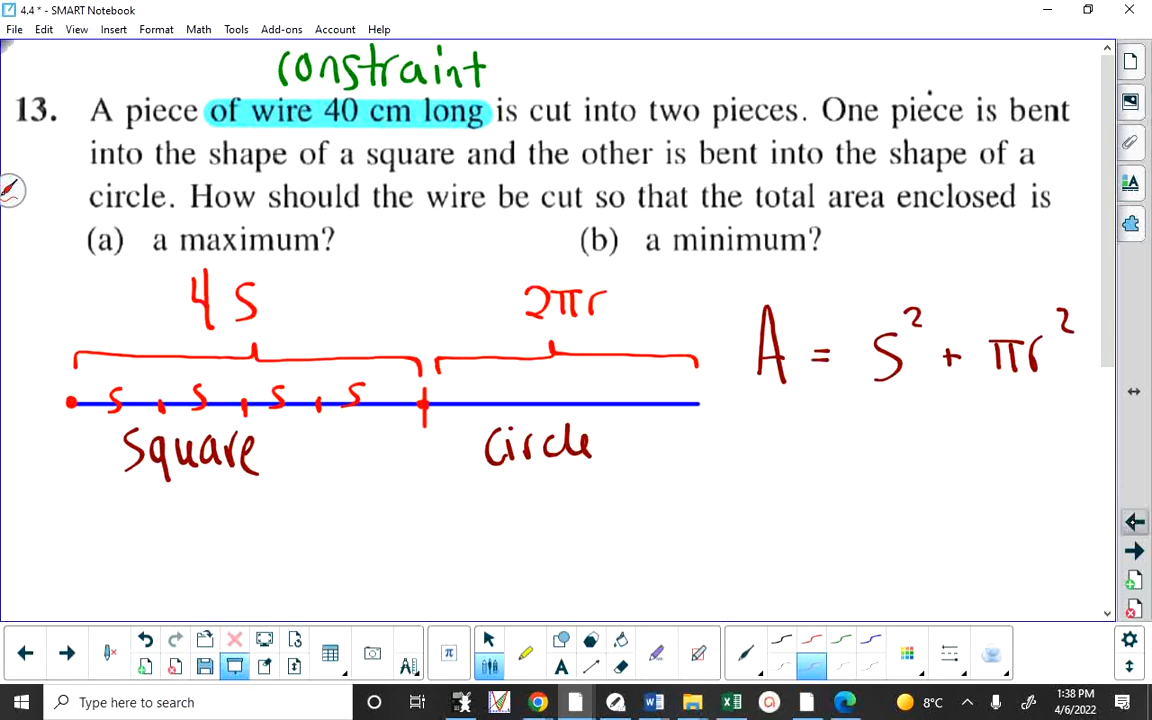 4.4 * - SMART Notebook
File Edit View Insert Format Math Tools Add-ons Account Help
constraint
13. A piece of wire 40 cm long is cut into two pieces. One piece is bent
into the shape of a square and the other is bent into the shape of a
circle. How should the wire be cut so that the total area enclosed is
(a) a maximum? (b) a minimum?
4s 2πr
A = s² + πr²
s s s s
square circle
π A
Type here to search 8°C 1:38 PM
4/6/2022